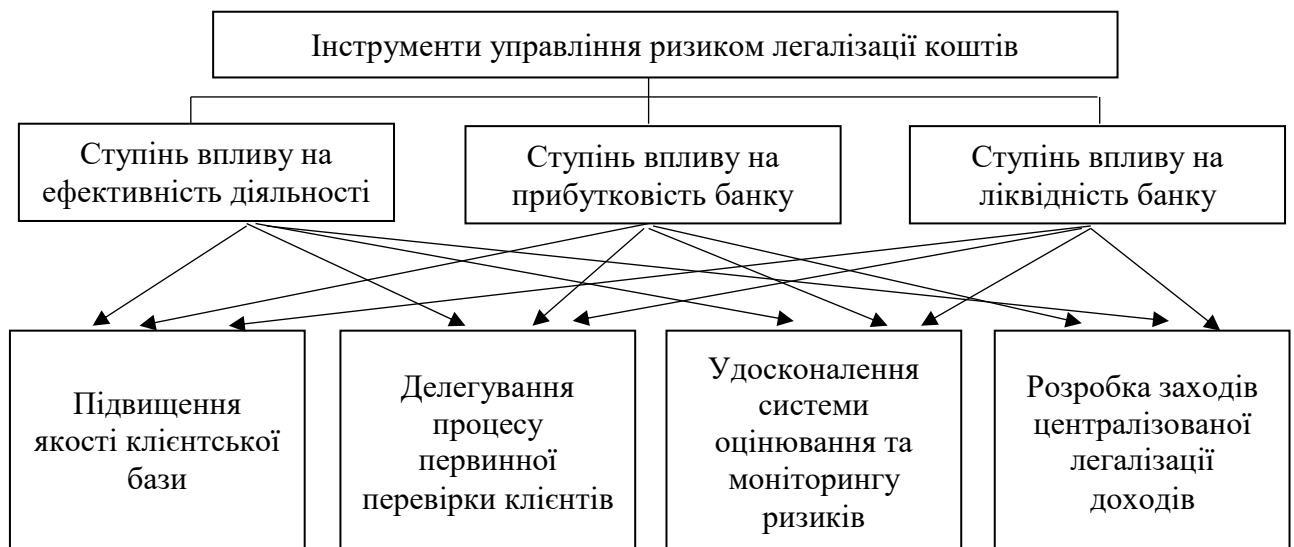 Інструменти управління ризиком легалізації коштів
Ступінь впливу на
ефективність діяльності
Ступінь впливу на
прибутковість банку
Ступінь впливу на
ліквідність банку
Підвищення
якості клієнтської
бази
Делегування
процесу
первинної
перевірки клієнтів
Удосконалення
системи
оцінювання та
моніторингу
ризиків
Розробка заходів
централізованої
легалізації
доходів